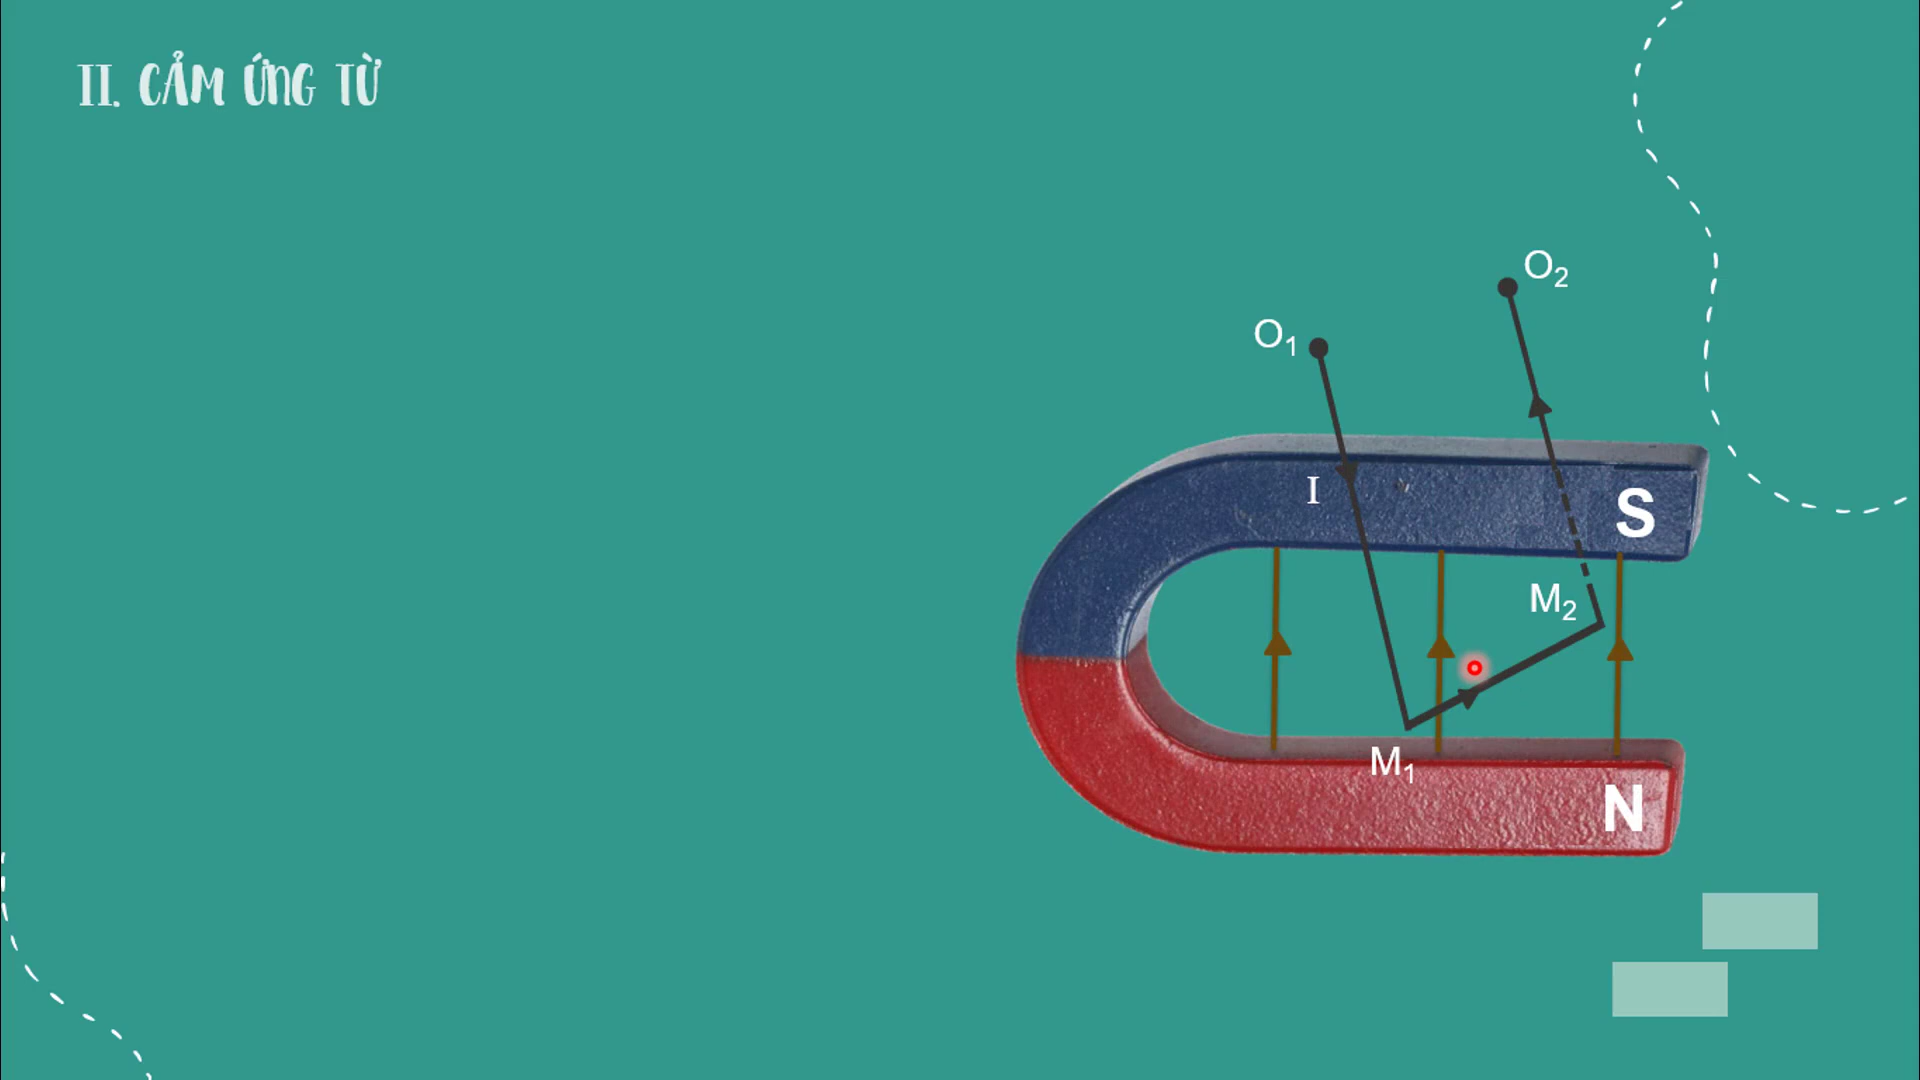 II. CẢM ỨNG TỪ
O₂
O₁
I
S
M₂
M₁
N